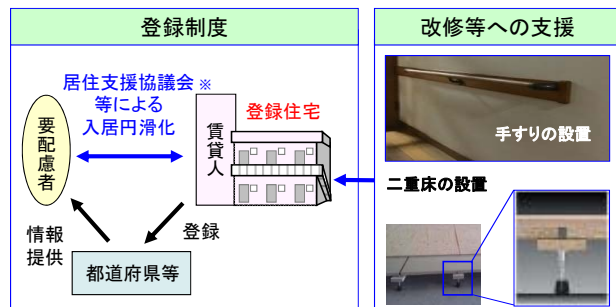 登録制度
居住支援協議会※
等による
入居円滑化
要配慮者
賃貸人
登録住宅
情報
提供
登録
都道府県等
改修等への支援
手すりの設置
二重床の設置